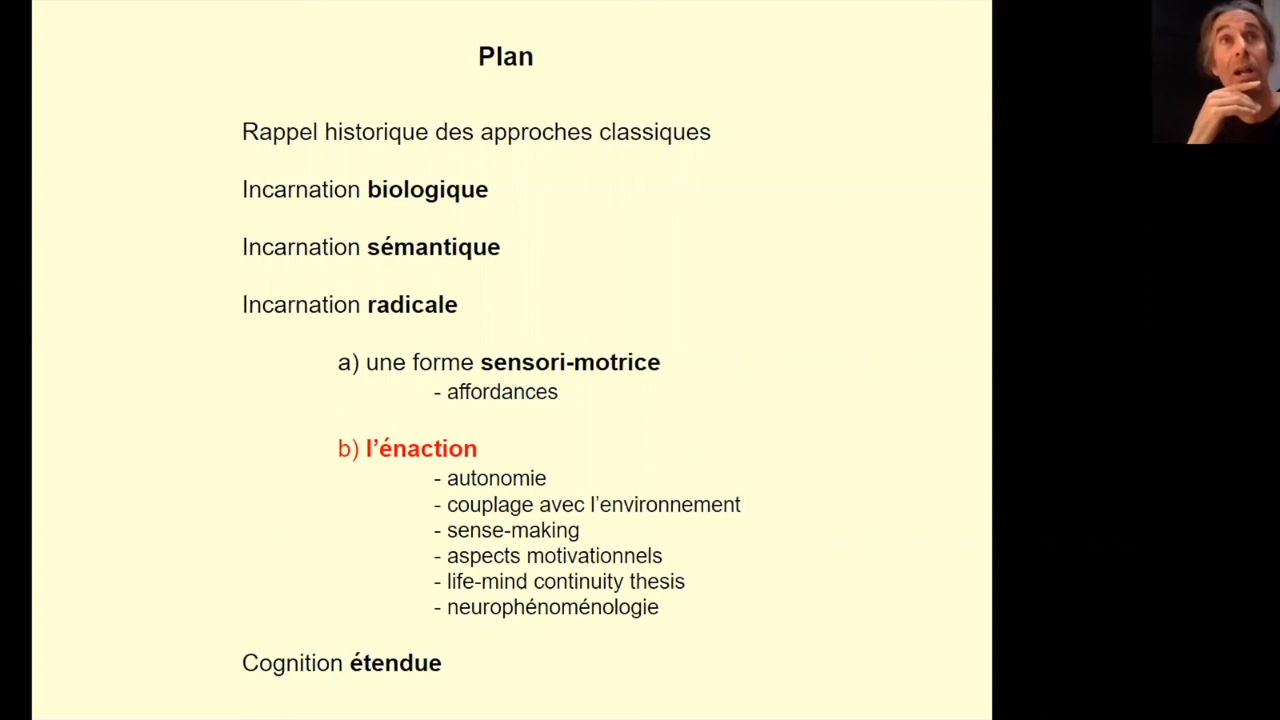 Plan
Rappel historique des approches classiques
Incarnation biologique
Incarnation sémantique
Incarnation radicale
a) une forme sensori-motrice
- affordances
b) l’énaction
- autonomie
- couplage avec l’environnement
- sense-making
- aspects motivationnels
- life-mind continuity thesis
- neurophénoménologie
Cognition étendue